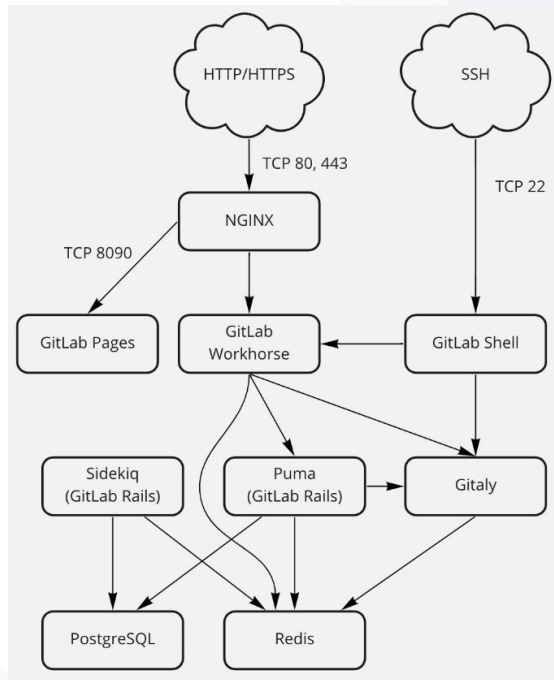 HTTP/HTTPS
SSH
TCP 80, 443
TCP 22
NGINX
TCP 8090
GitLab Pages
GitLab
Workhorse
GitLab Shell
Sidekiq
(GitLab Rails)
Puma
(GitLab Rails)
Gitaly
PostgreSQL
Redis